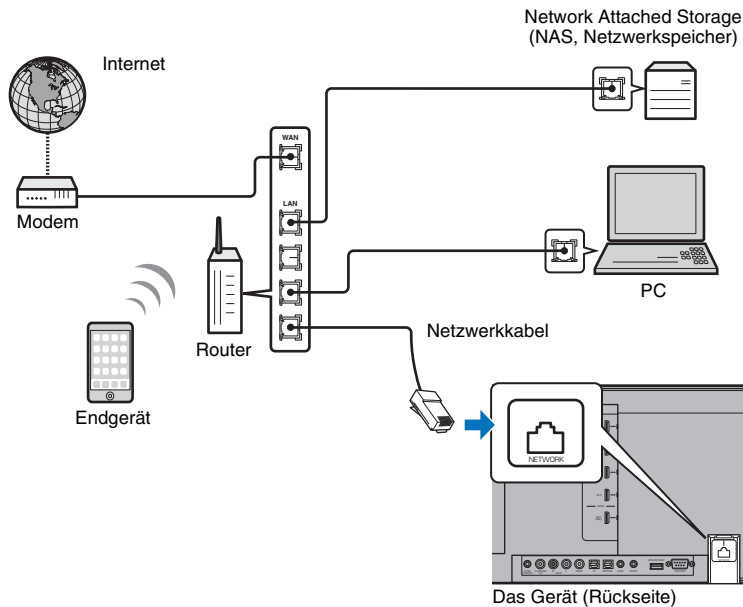 Network Attached Storage
(NAS, Netzwerkspeicher)
Internet
WAN
LAN
Modem
PC
Router
Netzwerkkabel
Endgerät
NETWORK
Das Gerät (Rückseite)